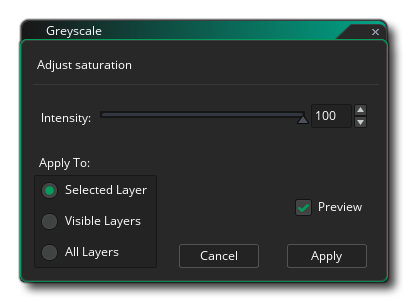 Greyscale
Adjust saturation
Intensity: 100
Apply To:
Selected Layer
Visible Layers
Preview
All Layers
Cancel
Apply